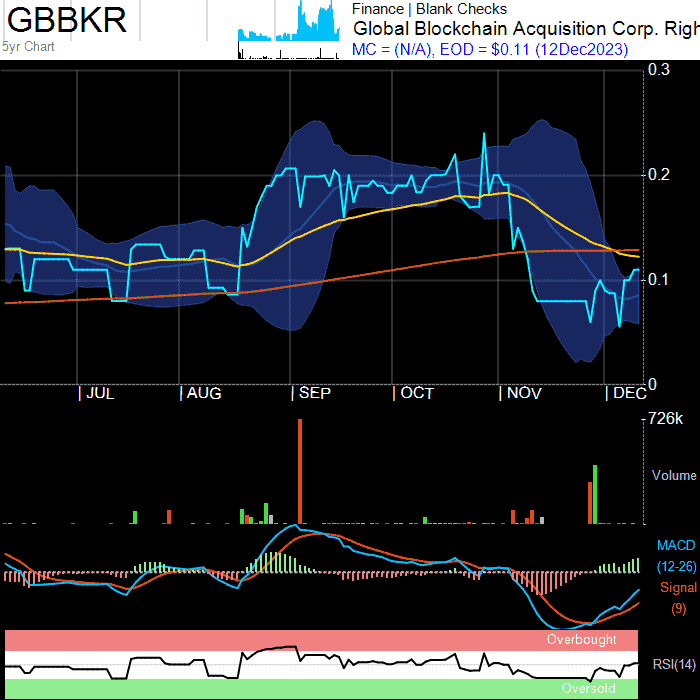 GBBKR
5yr Chart
Finance | Blank Checks
Global Blockchain Acquisition Corp. Righ
MC = (N/A), EOD = $0.11 (12Dec2023)
0.3
0.2
0.1
0
| JUL | AUG | SEP | OCT | NOV | DEC
726k
Volume
MACD
(12-26)
Signal
(9)
Overbought
RSI(14)
Oversold